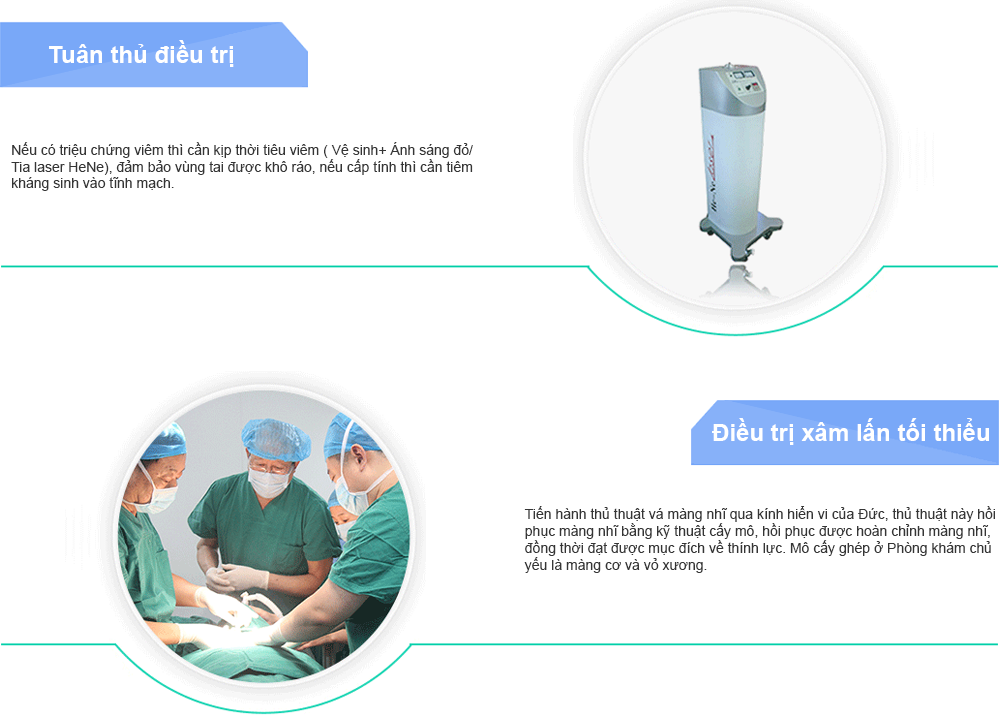 Tuân thủ điều trị
Nếu có triệu chứng viêm thì cần kịp thời tiêu viêm ( Vệ sinh+ Ánh sáng đỏ/
Tia laser HeNe), đảm bảo vùng tai được khô ráo, nếu cấp tính thì cần tiêm
kháng sinh vào tĩnh mạch.
He-Ne Laser
Điều trị xâm lấn tối thiểu
Tiến hành thủ thuật vá màng nhĩ qua kính hiển vi của Đức, thủ thuật này hồi
phục màng nhĩ bằng kỹ thuật cấy mô, hồi phục được hoàn chỉnh màng nhĩ,
đồng thời đạt được mục đích về thính lực. Mô cấy ghép ở Phòng khám chủ
yếu là màng cơ và vỏ xương.